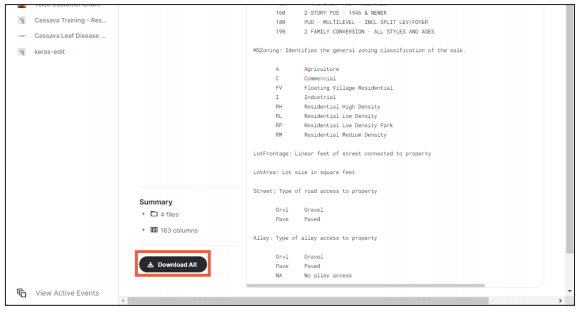 Cassava Training - Res...
Cassava Leaf Disease ...
keras-edit
View Active Events
Summary
4 files
163 columns
Download All
160 2-STORY PUD - 1946 & NEWER
180 PUD - MULTILEVEL - INCL SPLIT LEV/FOYER
190 2 FAMILY CONVERSION - ALL STYLES AND AGES
MSZoning: Identifies the general zoning classification of the sale.
A Agriculture
C Commercial
FV Floating Village Residential
I Industrial
RH Residential High Density
RL Residential Low Density
RP Residential Low Density Park
RM Residential Medium Density
LotFrontage: Linear feet of street connected to property
LotArea: Lot size in square feet
Street: Type of road access to property
Grvl Gravel
Pave Paved
Alley: Type of alley access to property
Grvl Gravel
Pave Paved
NA No alley access